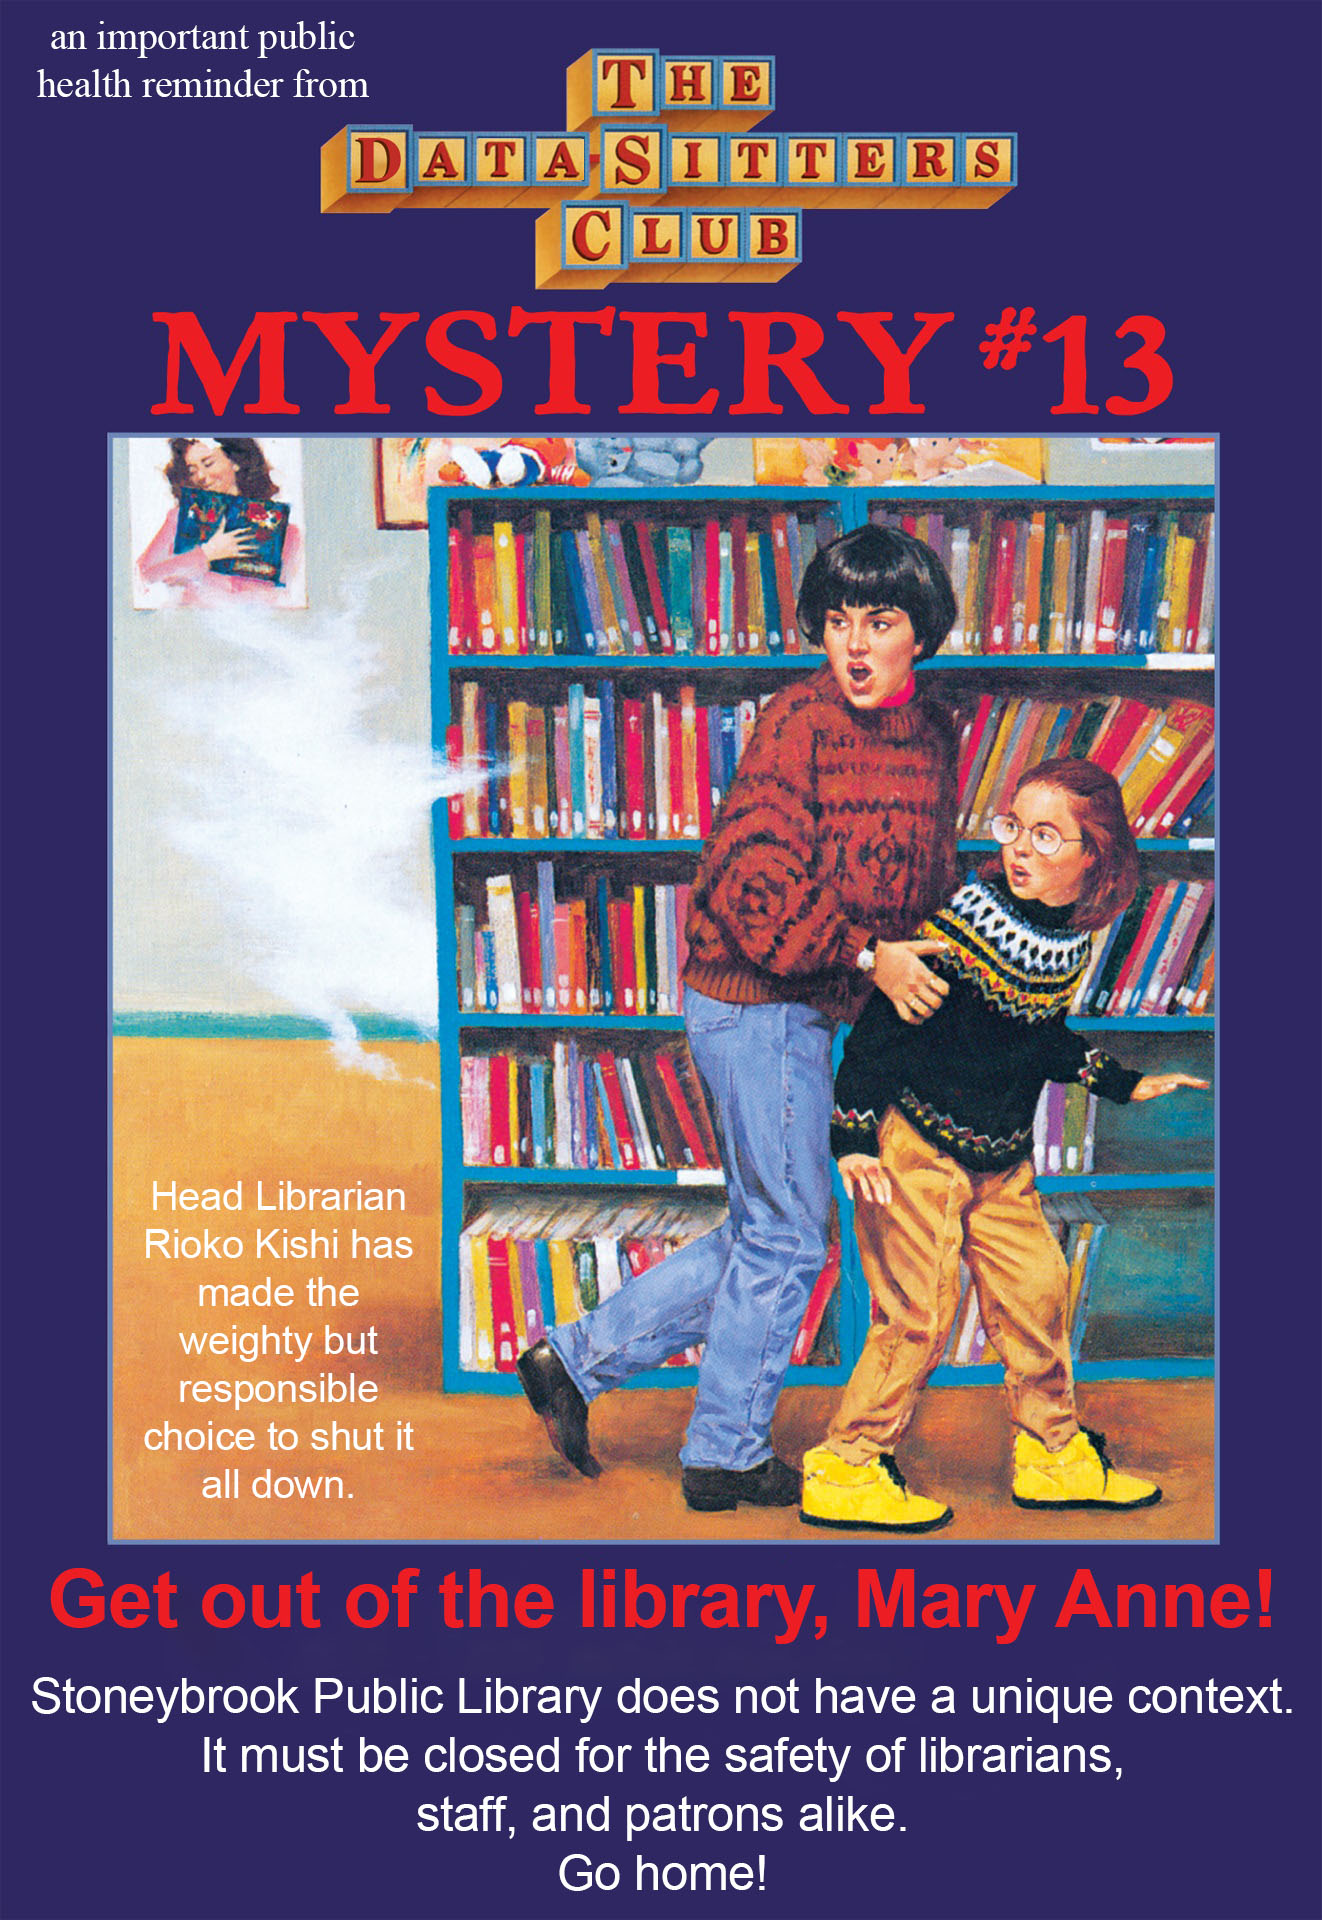 an important public
health reminder from
THE
DATA-SITTERS
CLUB
MYSTERY #13
Head Librarian
Rioko Kishi has
made the
weighty but
responsible
choice to shut it
all down.
Get out of the library, Mary Anne!
Stoneybrook Public Library does not have a unique context.
It must be closed for the safety of librarians,
staff, and patrons alike.
Go home!